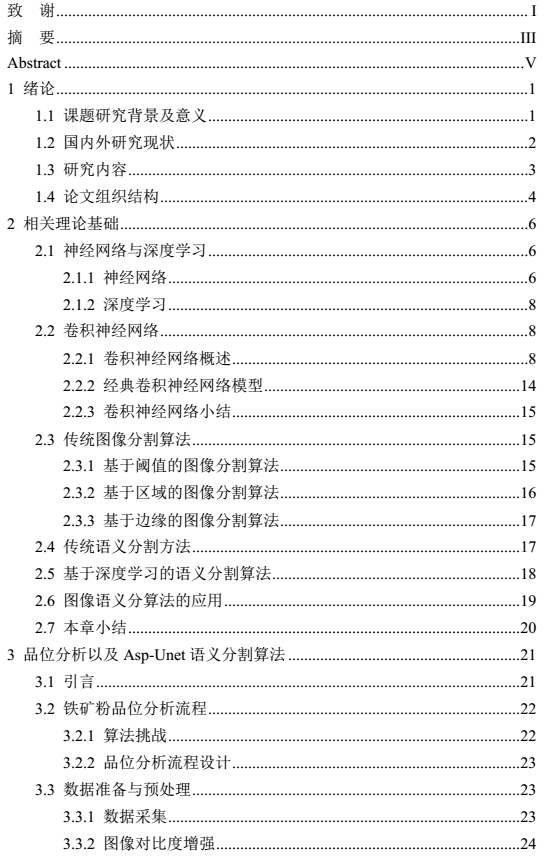 致　谢 I
摘　要 III
Abstract V
1 绪论 1
1.1 课题研究背景及意义 1
1.2 国内外研究现状 2
1.3 研究内容 3
1.4 论文组织结构 4
2 相关理论基础 6
2.1 神经网络与深度学习 6
2.1.1 神经网络 6
2.1.2 深度学习 8
2.2 卷积神经网络 8
2.2.1 卷积神经网络概述 8
2.2.2 经典卷积神经网络模型 14
2.2.3 卷积神经网络小结 15
2.3 传统图像分割算法 15
2.3.1 基于阈值的图像分割算法 15
2.3.2 基于区域的图像分割算法 16
2.3.3 基于边缘的图像分割算法 17
2.4 传统语义分割方法 17
2.5 基于深度学习的语义分割算法 18
2.6 图像语义分算法的应用 19
2.7 本章小结 20
3 品位分析以及 Asp-Unet 语义分割算法 21
3.1 引言 21
3.2 铁矿粉品位分析流程 22
3.2.1 算法挑战 22
3.2.2 品位分析流程设计 23
3.3 数据准备与预处理 23
3.3.1 数据采集 23
3.3.2 图像对比度增强 24